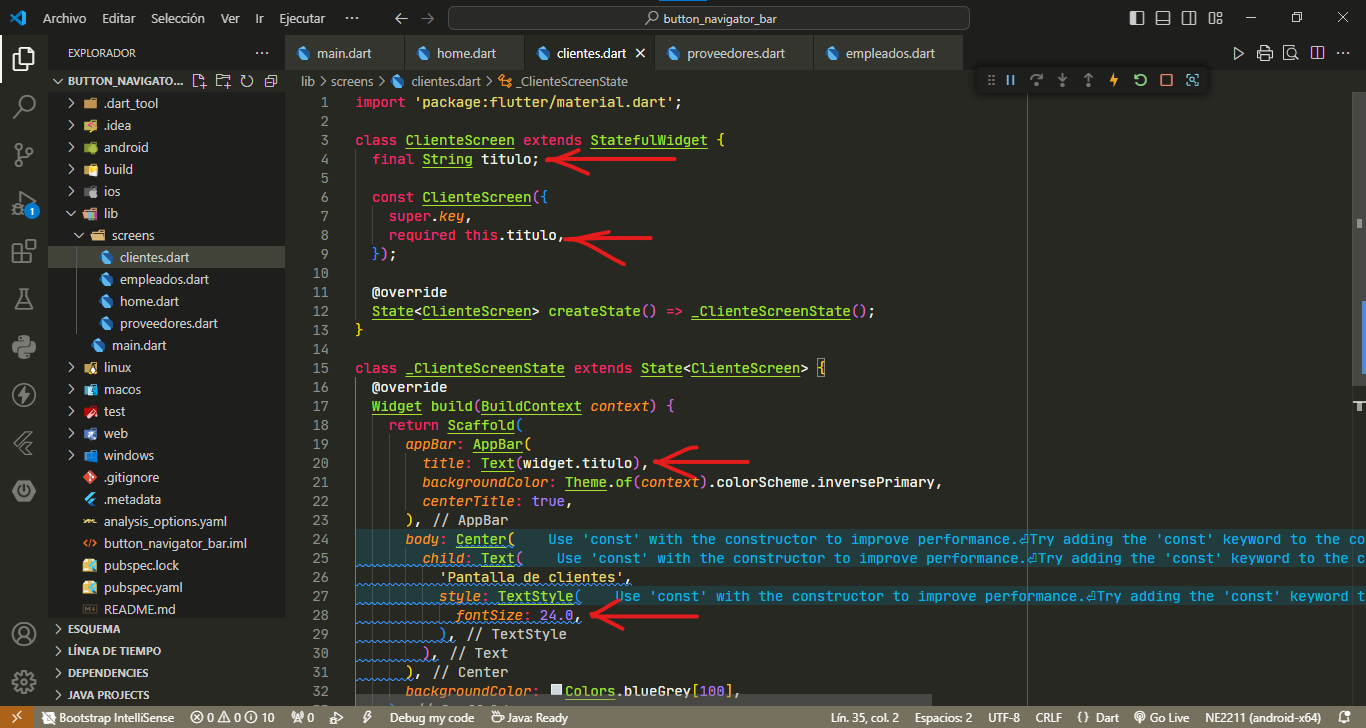 Archivo Editar Selección Ver Ir Ejecutar ··· button_navigator_bar
EXPLORADOR ···
main.dart home.dart clientes.dart proveedores.dart empleados.dart
BUTTON_NAVIGATO...
.dart_tool
.idea
android
build
ios
lib
screens
clientes.dart
empleados.dart
home.dart
proveedores.dart
main.dart
linux
macos
test
web
windows
.gitignore
.metadata
analysis_options.yaml
button_navigator_bar.iml
pubspec.lock
pubspec.yaml
README.md
ESQUEMA
LÍNEA DE TIEMPO
DEPENDENCIES
JAVA PROJECTS
1
lib > screens > clientes.dart > _ClienteScreenState
1 import 'package:flutter/material.dart';
2
3 class ClienteScreen extends StatefulWidget {
4 final String titulo;
5
6 const ClienteScreen({
7 super.key,
8 required this.titulo,
9 });
10
11 @override
12 State<ClienteScreen> createState() => _ClienteScreenState();
13 }
14
15 class _ClienteScreenState extends State<ClienteScreen> {
16 @override
17 Widget build(BuildContext context) {
18 return Scaffold(
19 appBar: AppBar(
20 title: Text(widget.titulo),
21 backgroundColor: Theme.of(context).colorScheme.inversePrimary,
22 centerTitle: true,
23 ), // AppBar
24 body: Center( Use 'const' with the constructor to improve performance.⏎Try adding the 'const' keyword to the co
25 child: Text( Use 'const' with the constructor to improve performance.⏎Try adding the 'const' keyword to the c
26 'Pantalla de clientes',
27 style: TextStyle( Use 'const' with the constructor to improve performance.⏎Try adding the 'const' keyword t
28 fontSize: 24.0,
29 ), // TextStyle
30 ), // Text
31 ), // Center
32 backgroundColor: Colors.blueGrey[100],
Bootstrap IntelliSense 0 0 10 0 Debug my code Java: Ready Lín. 35, col. 2 Espacios: 2 UTF-8 CRLF {} Dart Go Live NE2211 (android-x64)